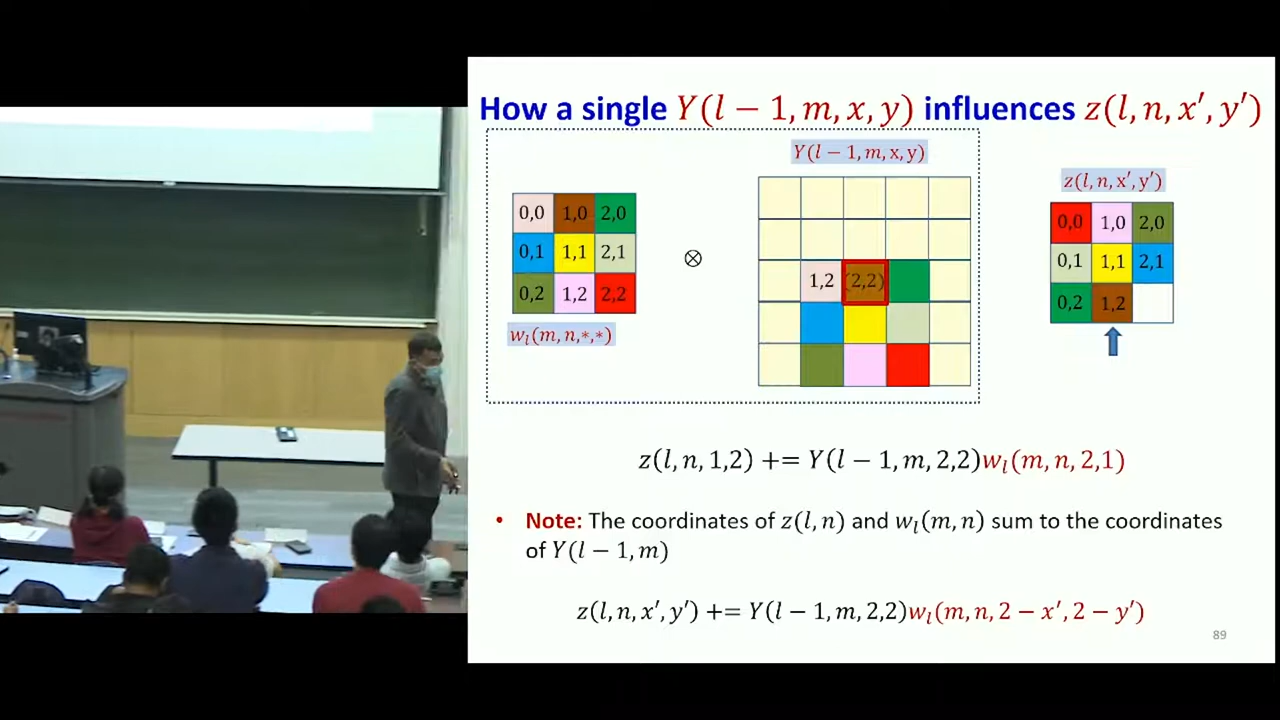 How a single Y(l − 1, m, x, y) influences z(l, n, x′, y′)
Y(l − 1, m, x, y)
z(l, n, x′, y′)
0,0 1,0 2,0
0,1 1,1 2,1
0,2 1,2 2,2
⊗
1,2 (2,2)
0,0 1,0 2,0
0,1 1,1 2,1
0,2 1,2
w_l(m, n,∗,∗)
z(l, n, 1,2) += Y(l − 1, m, 2,2)w_l(m, n, 2,1)
• Note: The coordinates of z(l, n) and w_l(m, n) sum to the coordinates
of Y(l − 1, m)
z(l, n, x′, y′) += Y(l − 1, m, 2,2)w_l(m, n, 2 − x′, 2 − y′)
89